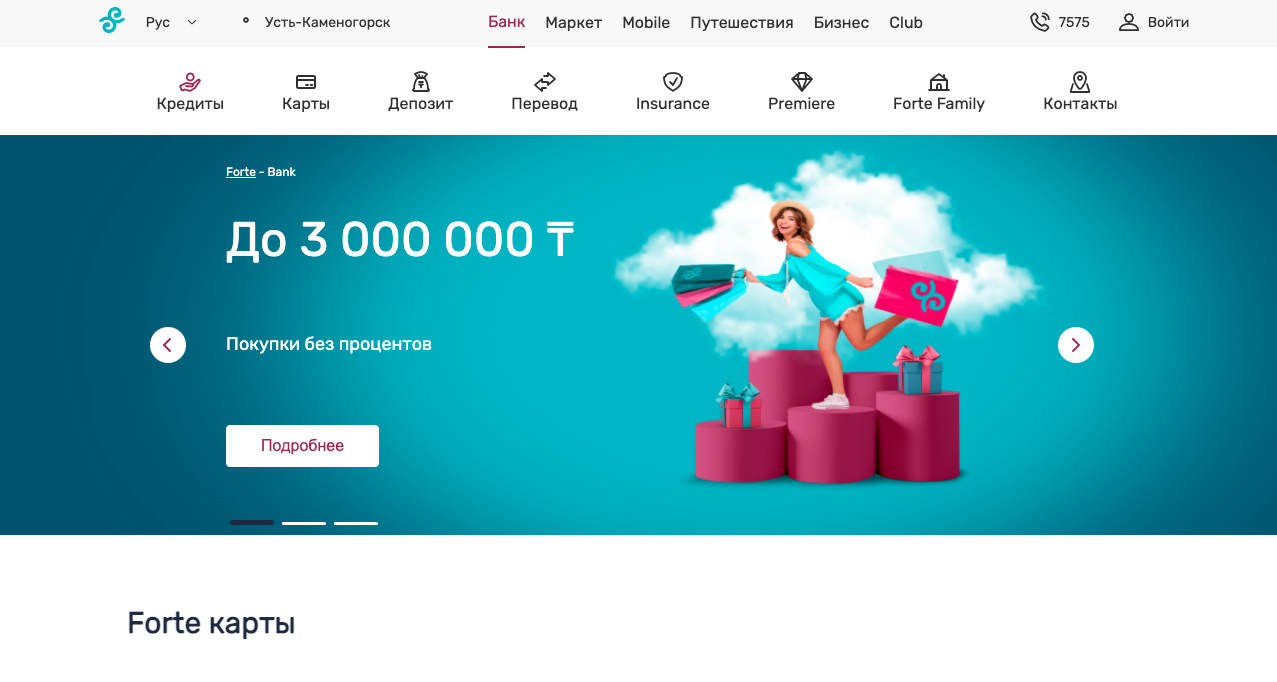 Рус
Усть-Каменогорск
Банк Маркет Mobile Путешествия Бизнес Club
7575
Войти
Кредиты Карты Депозит Перевод Insurance Premiere Forte Family Контакты
Forte - Bank
До 3 000 000 ₸
Покупки без процентов
Подробнее
Forte карты